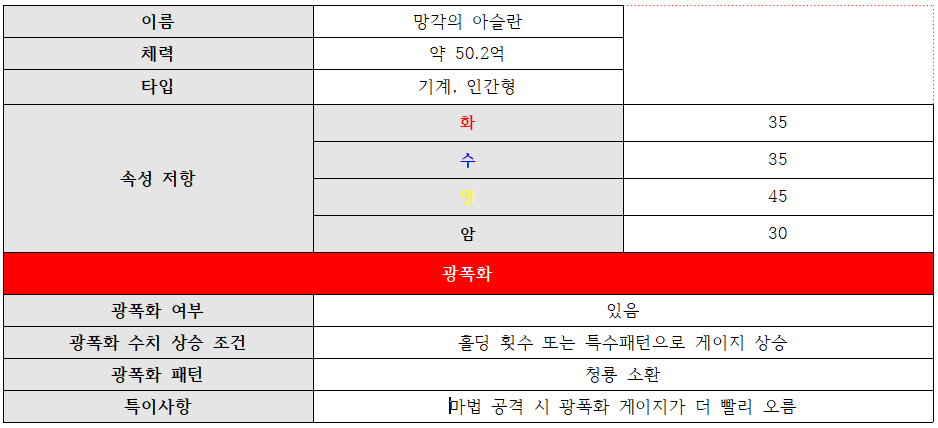 이름 망각의 아슬란
체력 약 50.2억
타입 기계, 인간형
속성 저항
화 35
수 35
명 45
암 30
광폭화
광폭화 여부 있음
광폭화 수치 상승 조건 홀딩 횟수 또는 특수패턴으로 게이지 상승
광폭화 패턴 청룡 소환
특이사항 마법 공격 시 광폭화 게이지가 더 빨리 오름